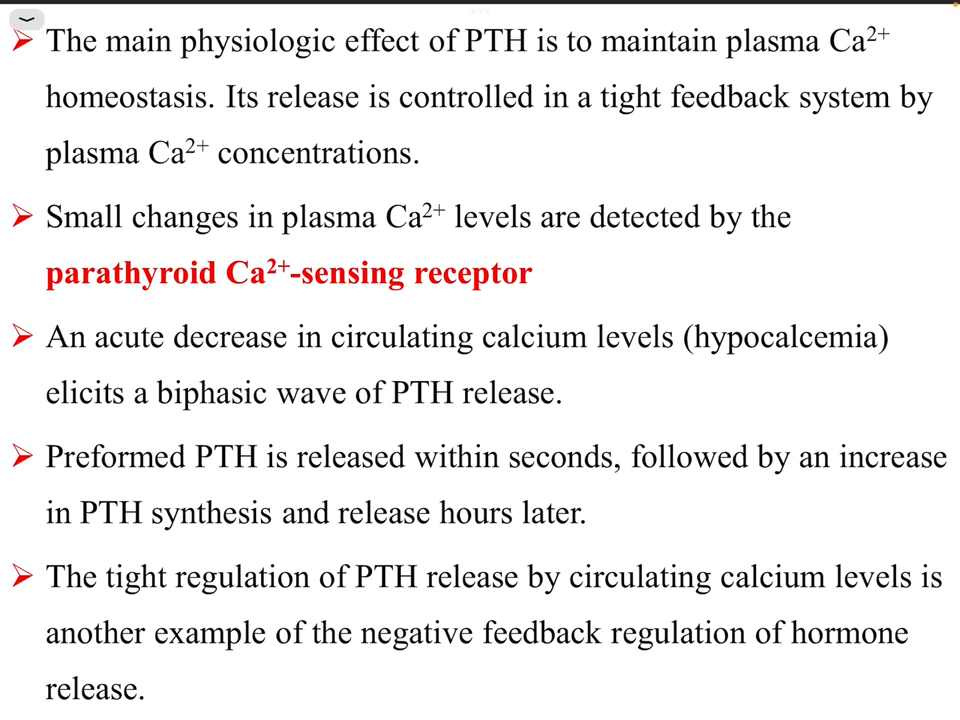 ➢ The main physiologic effect of PTH is to maintain plasma Ca²⁺
homeostasis. Its release is controlled in a tight feedback system by
plasma Ca²⁺ concentrations.
➢ Small changes in plasma Ca²⁺ levels are detected by the
parathyroid Ca²⁺-sensing receptor
➢ An acute decrease in circulating calcium levels (hypocalcemia)
elicits a biphasic wave of PTH release.
➢ Preformed PTH is released within seconds, followed by an increase
in PTH synthesis and release hours later.
➢ The tight regulation of PTH release by circulating calcium levels is
another example of the negative feedback regulation of hormone
release.